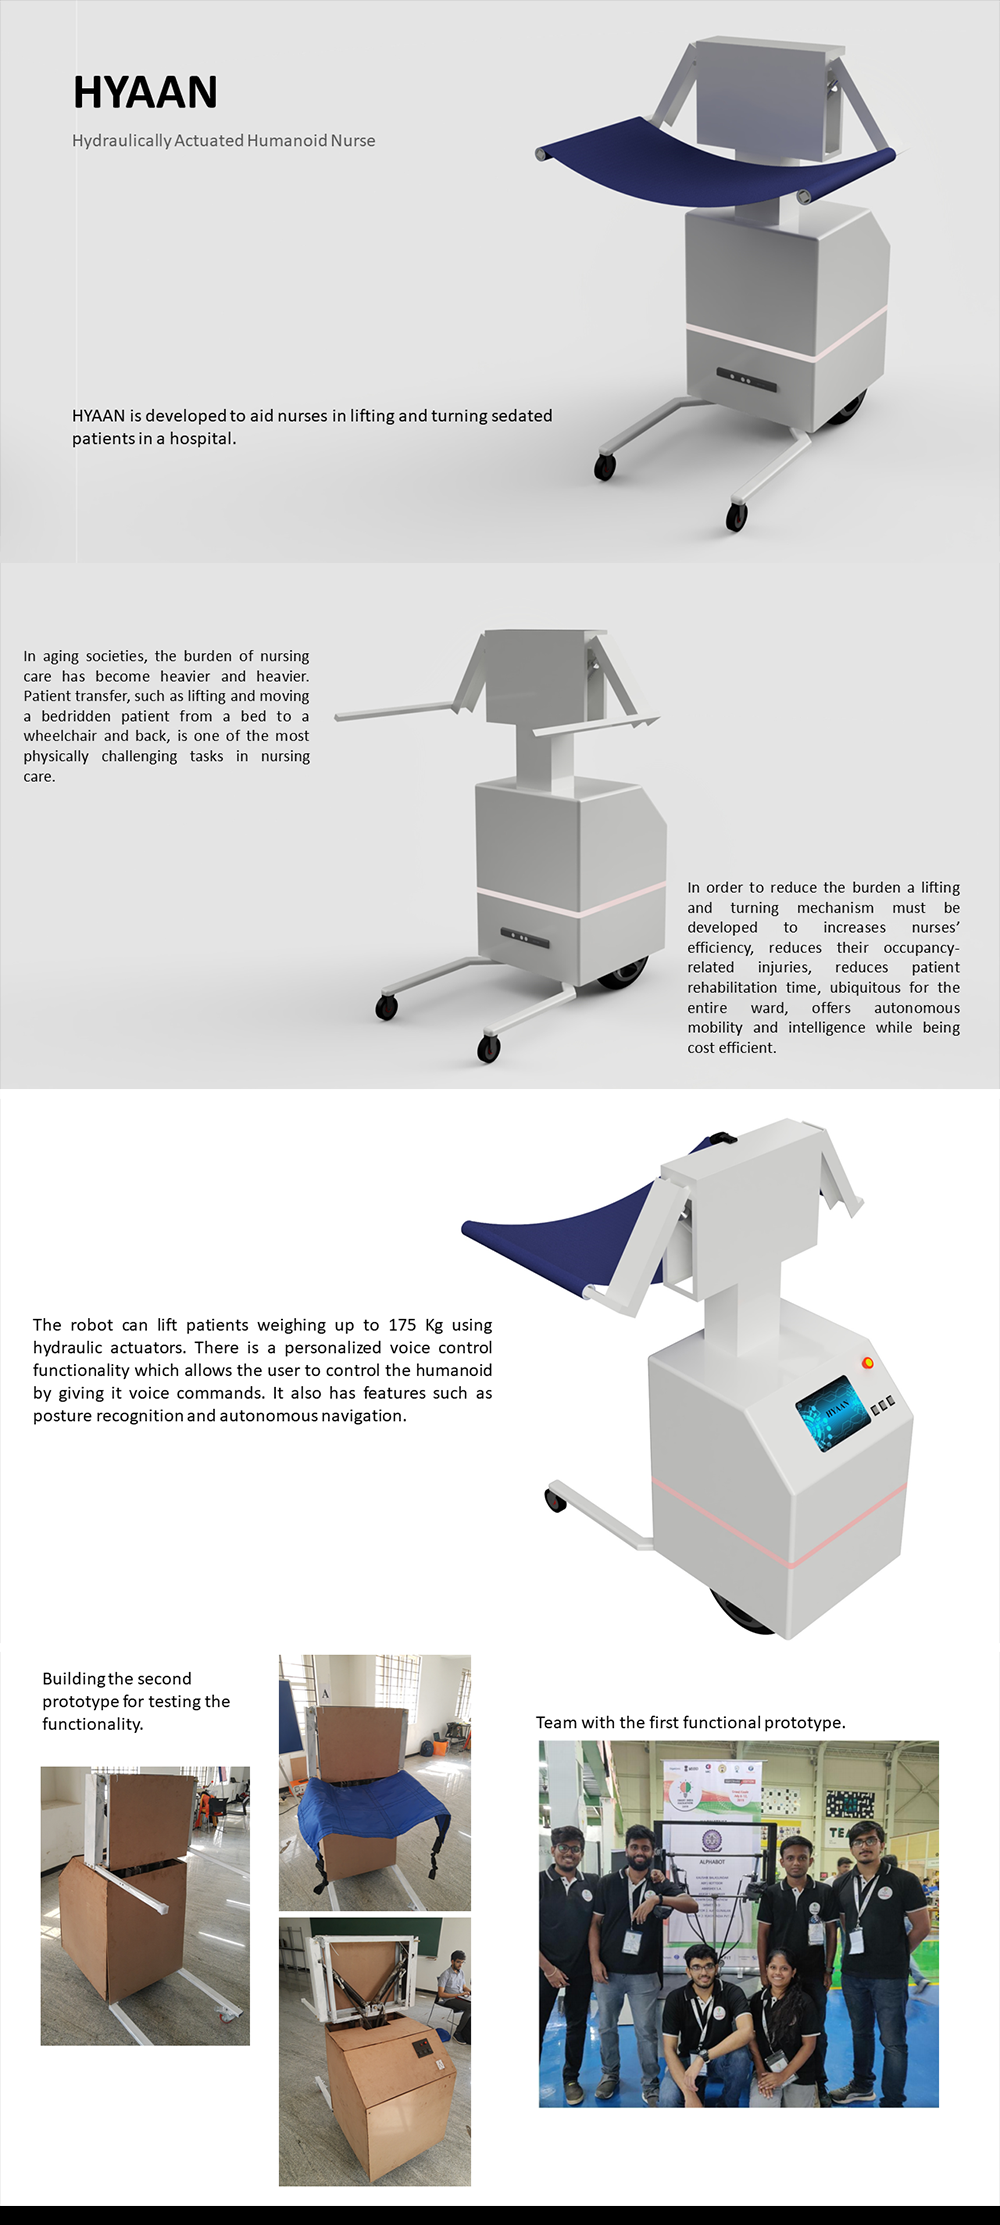 HYAAN
Hydraulically Actuated Humanoid Nurse
HYAAN is developed to aid nurses in lifting and turning sedated
patients in a hospital.
In aging societies, the burden of nursing
care has become heavier and heavier.
Patient transfer, such as lifting and moving
a bedridden patient from a bed to a
wheelchair and back, is one of the most
physically challenging tasks in nursing
care.
In order to reduce the burden a lifting
and turning mechanism must be
developed to increases nurses’
efficiency, reduces their occupancy-
related injuries, reduces patient
rehabilitation time, ubiquitous for the
entire ward, offers autonomous
mobility and intelligence while being
cost efficient.
The robot can lift patients weighing up to 175 Kg using
hydraulic actuators. There is a personalized voice control
functionality which allows the user to control the humanoid
by giving it voice commands. It also has features such as
posture recognition and autonomous navigation.
HYAAN
Building the second
prototype for testing the
functionality.
A
Team with the first functional prototype.
TEA
ALPHABOT